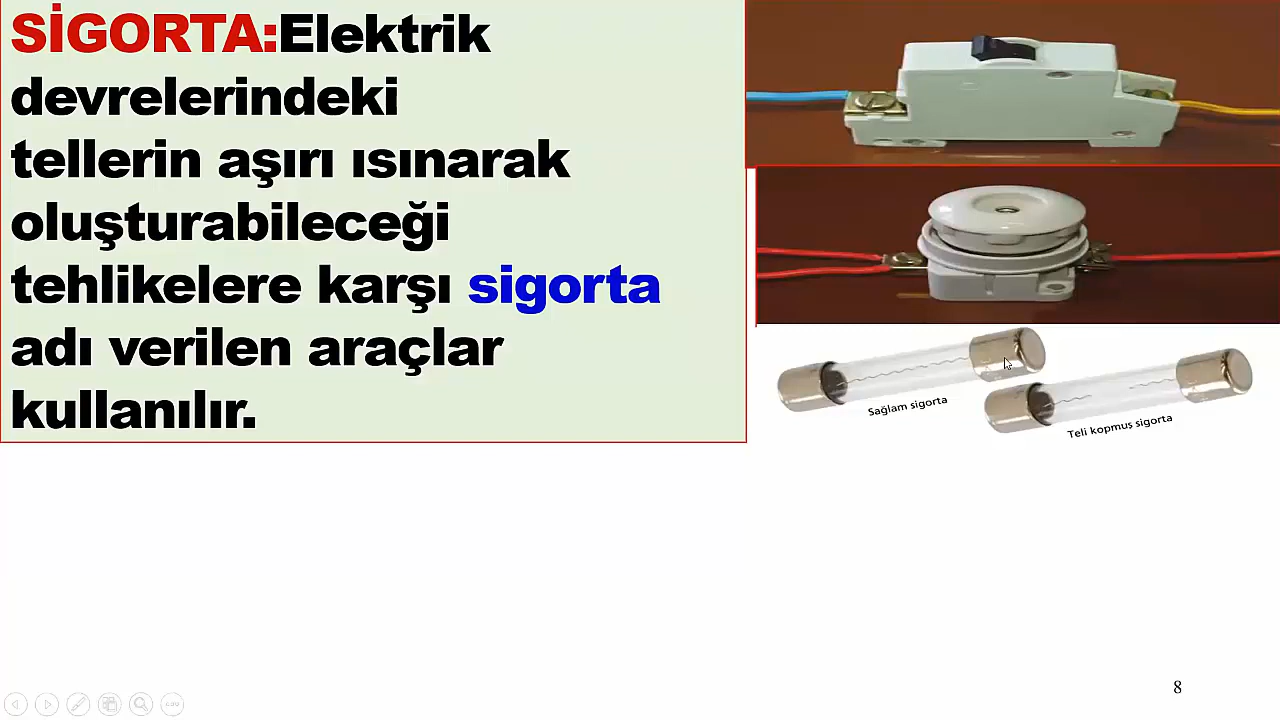 SİGORTA:Elektrik
devrelerindeki
tellerin aşırı ısınarak
oluşturabileceği
tehlikelere karşı sigorta
adı verilen araçlar
kullanılır.
Sağlam sigorta
Teli kopmus sigorta
8